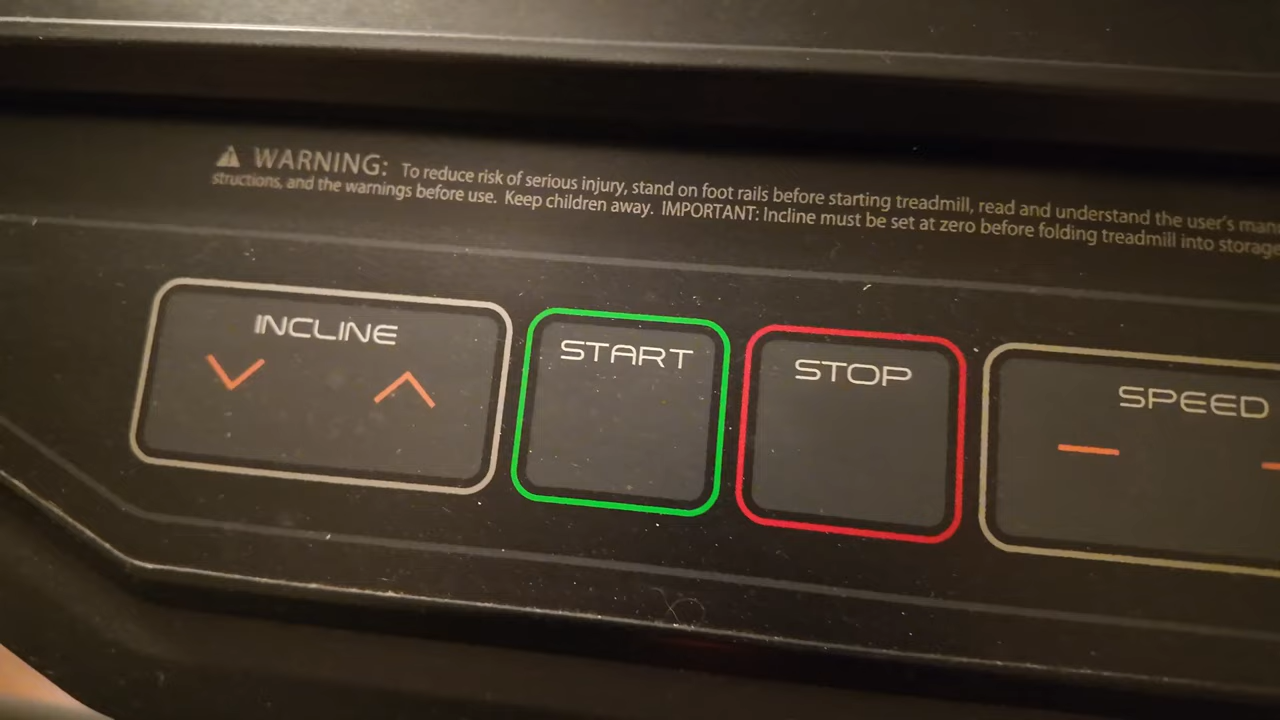 WARNING: To reduce risk of serious injury, stand on foot rails before starting treadmill, read and understand the user's
structions, and the warnings before use. Keep children away. IMPORTANT: Incline must be set at zero before folding treadmill into storage
INCLINE
START
STOP
SPEED